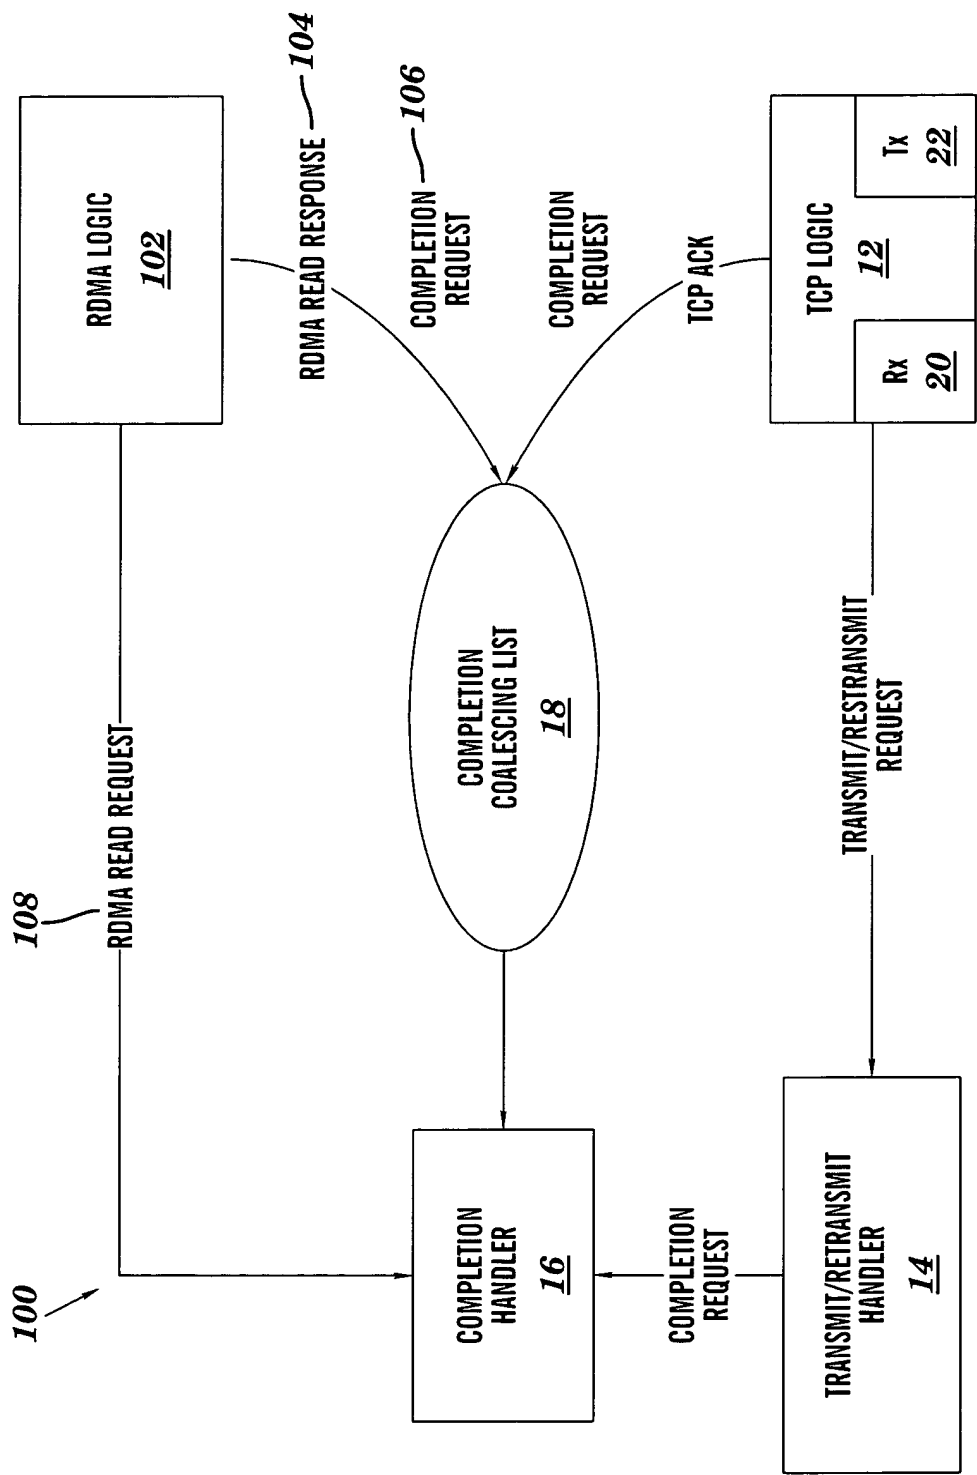 100
108
RDMA READ REQUEST
RDMA LOGIC
102
RDMA READ RESPONSE
104
COMPLETION
REQUEST
106
COMPLETION
HANDLER
16
COMPLETION
COALESCING LIST
18
COMPLETION
REQUEST
TCP ACK
COMPLETION
REQUEST
TRANSMIT/RETRANSMIT
HANDLER
14
TRANSMIT/RESTRANSMIT
REQUEST
TCP LOGIC
12
Rx
20
Tx
22